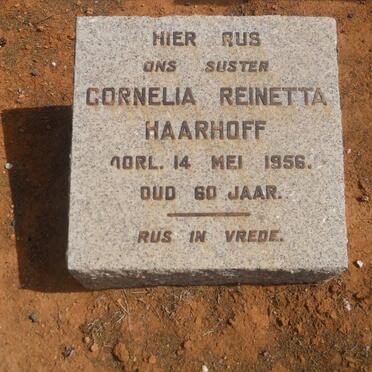 HIER RUS
ONS SUSTER
CORNELIA REINETTA
HAARHOFF
OORL. 14 MEI 1956.
OUD 60 JAAR.
RUS IN VREDE.